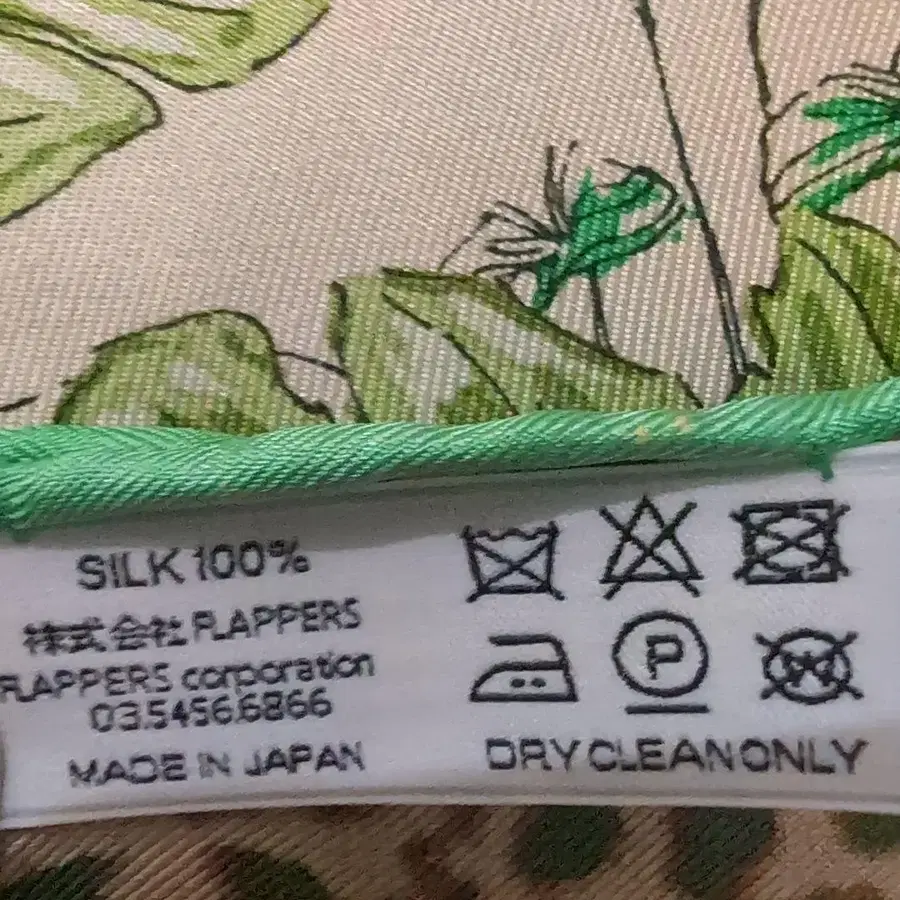 SILK 100%
株式会社 FLAPPERS
FLAPPERS corporation
03.5456.6866
MADE IN JAPAN
P
W
DRY CLEAN ONLY